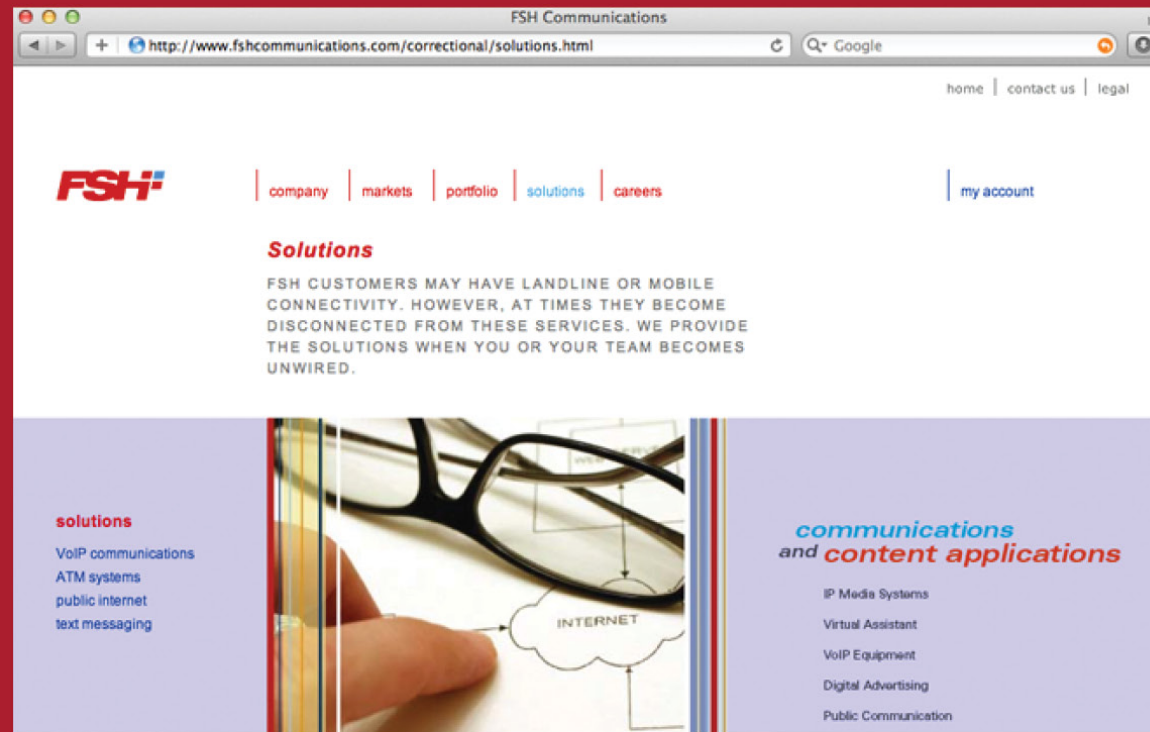 FSH Communications
http://www.fshcommunications.com/correctional/solutions.html
Google
home | contact us | legal
FSH
company markets portfolio solutions careers
my account
Solutions
FSH CUSTOMERS MAY HAVE LANDLINE OR MOBILE
CONNECTIVITY. HOWEVER, AT TIMES THEY BECOME
DISCONNECTED FROM THESE SERVICES. WE PROVIDE
THE SOLUTIONS WHEN YOU OR YOUR TEAM BECOMES
UNWIRED.
solutions
VoIP communications
ATM systems
public internet
text messaging
INTERNET
communications
and content applications
IP Media Systems
Virtual Assistant
VoIP Equipment
Digital Advertising
Public Communication